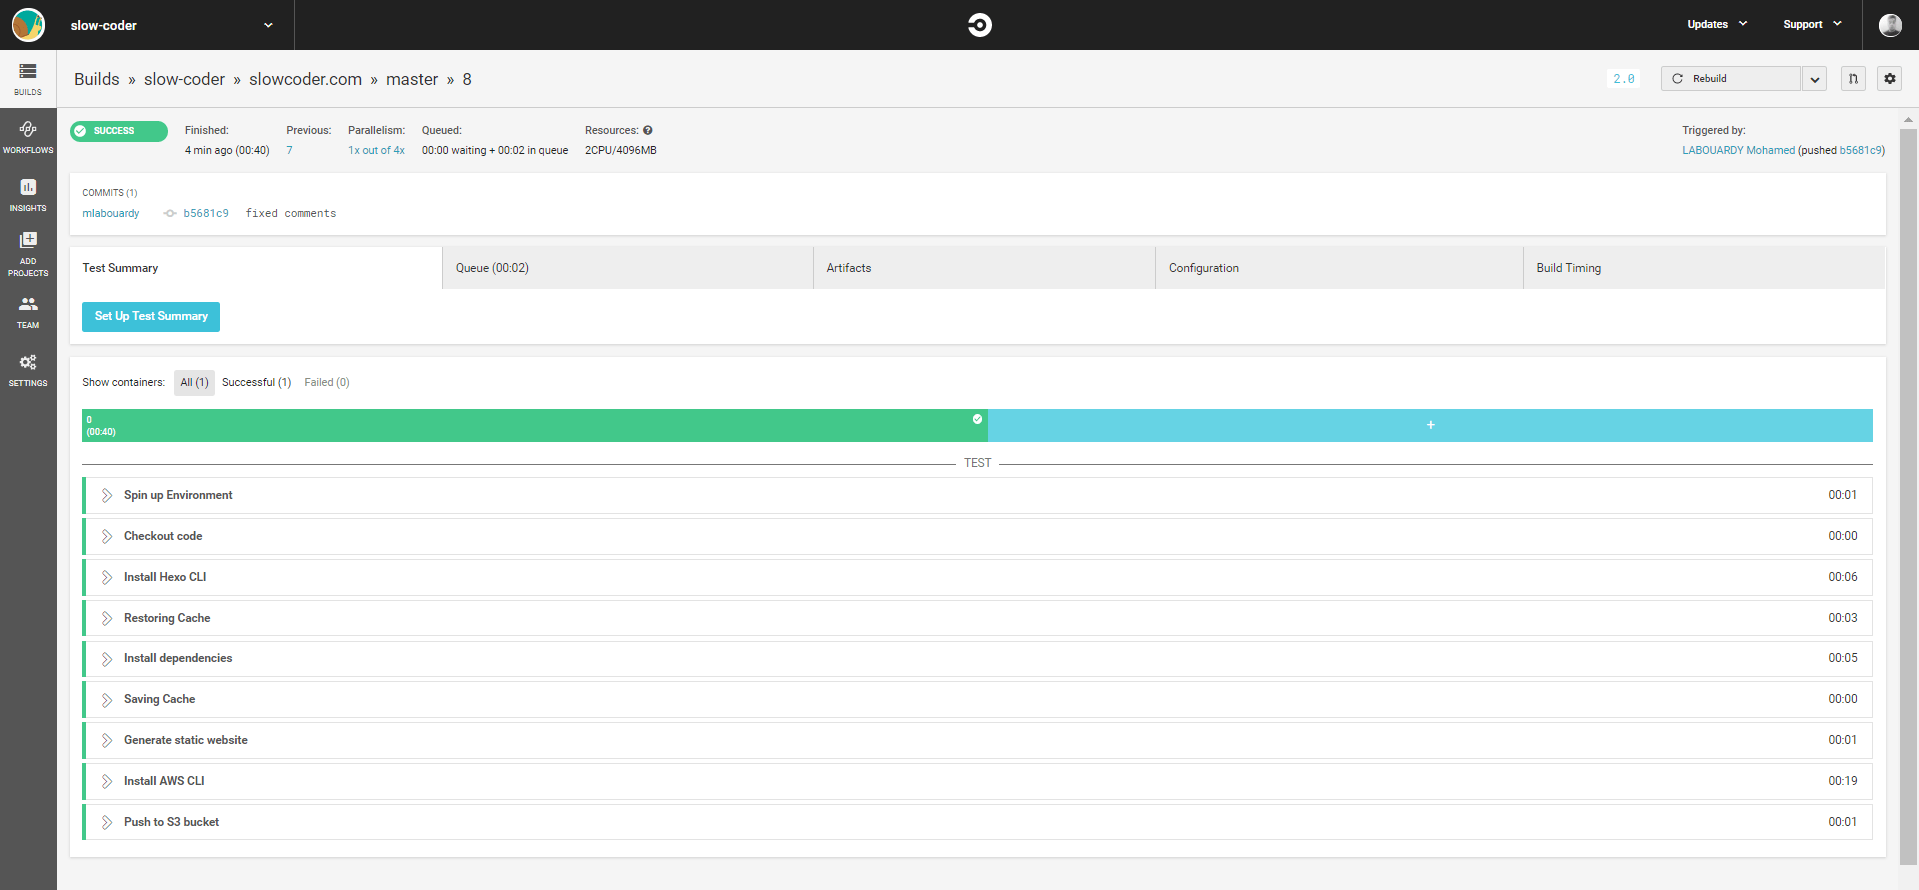 slow-coder
Updates
Support
BUILDS
Builds » slow-coder » slowcoder.com » master » 8
2.0
Rebuild
WORKFLOWS
INSIGHTS
ADD
PROJECTS
TEAM
SETTINGS
SUCCESS
Finished:
4 min ago (00:40)
Previous:
7
Parallelism:
1x out of 4x
Queued:
00:00 waiting + 00:02 in queue
Resources:
2CPU/4096MB
Triggered by:
LABOUARDY Mohamed (pushed b5681c9)
COMMITS (1)
mlabouardy b5681c9 fixed comments
Test Summary
Queue (00:02)
Artifacts
Configuration
Build Timing
Set Up Test Summary
Show containers: All (1) Successful (1) Failed (0)
0
(00:40)
+
TEST
Spin up Environment 00:01
Checkout code 00:00
Install Hexo CLI 00:06
Restoring Cache 00:03
Install dependencies 00:05
Saving Cache 00:00
Generate static website 00:01
Install AWS CLI 00:19
Push to S3 bucket 00:01